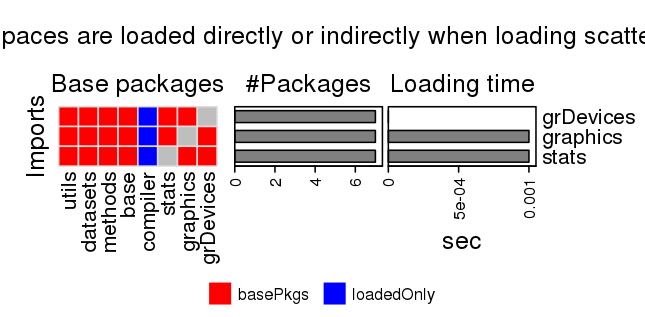 paces are loaded directly or indirectly when loading scatte
Base packages #Packages Loading time
Imports
grDevices
graphics
stats
utils
datasets
methods
base
compiler
stats
graphics
grDevices
0 2 4 6
0 5e-04 0.001
sec
basePkgs loadedOnly